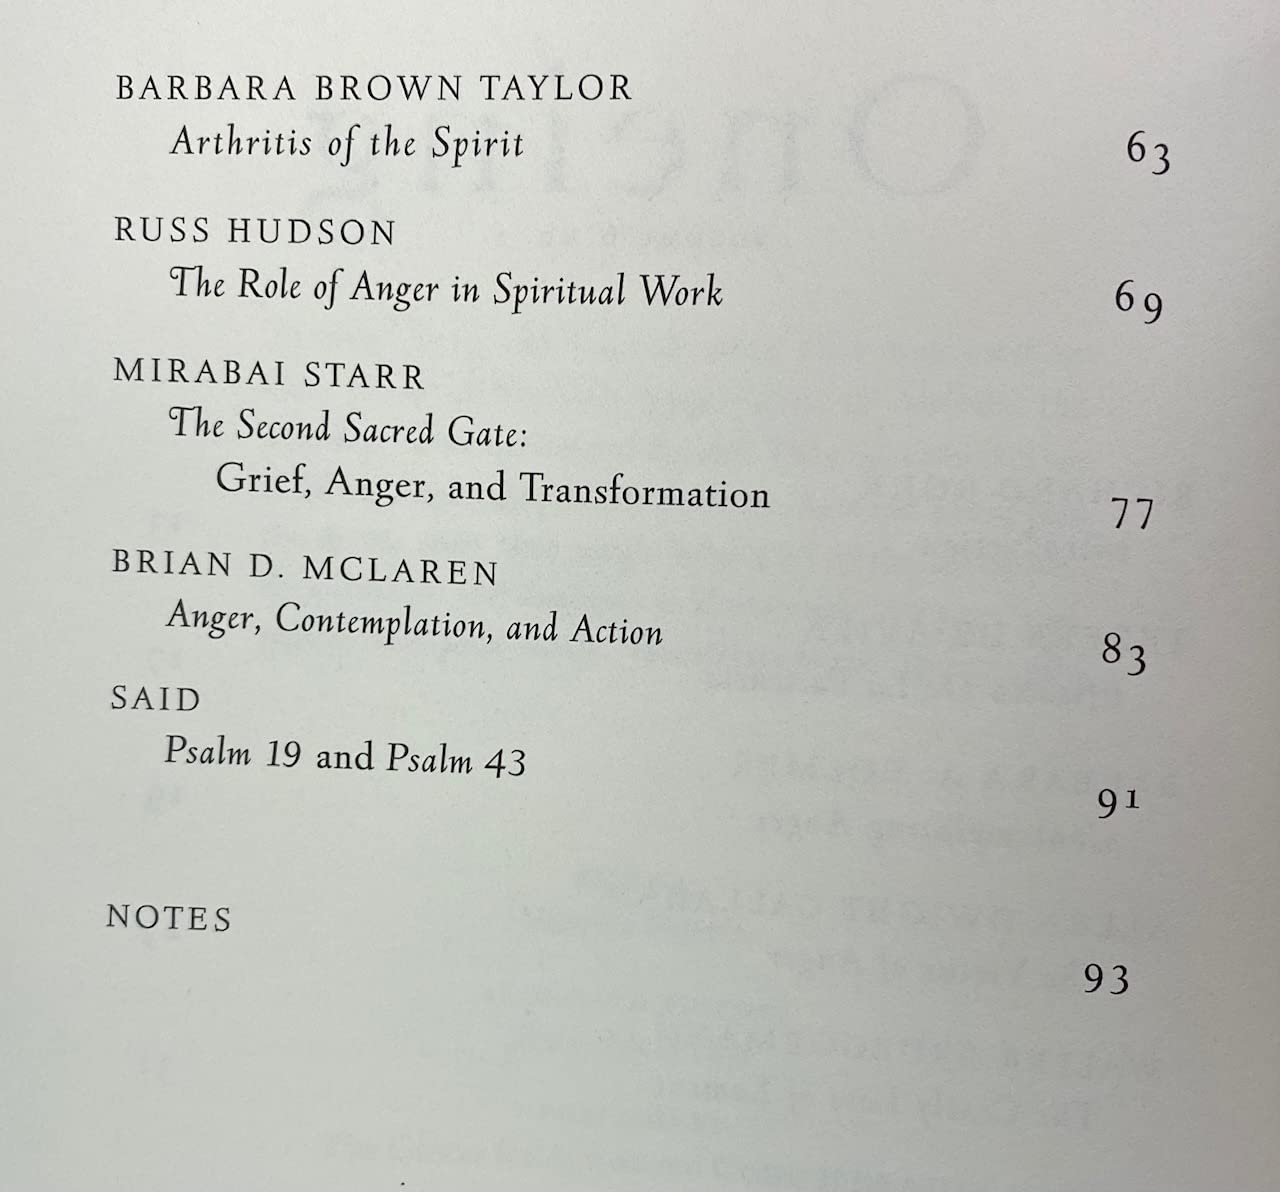 BARBARA BROWN TAYLOR
Arthritis of the Spirit 63
RUSS HUDSON
The Role of Anger in Spiritual Work 69
MIRABAI STARR
The Second Sacred Gate:
Grief, Anger, and Transformation 77
BRIAN D. MCLAREN
Anger, Contemplation, and Action 83
SAID
Psalm 19 and Psalm 43
91
NOTES
93